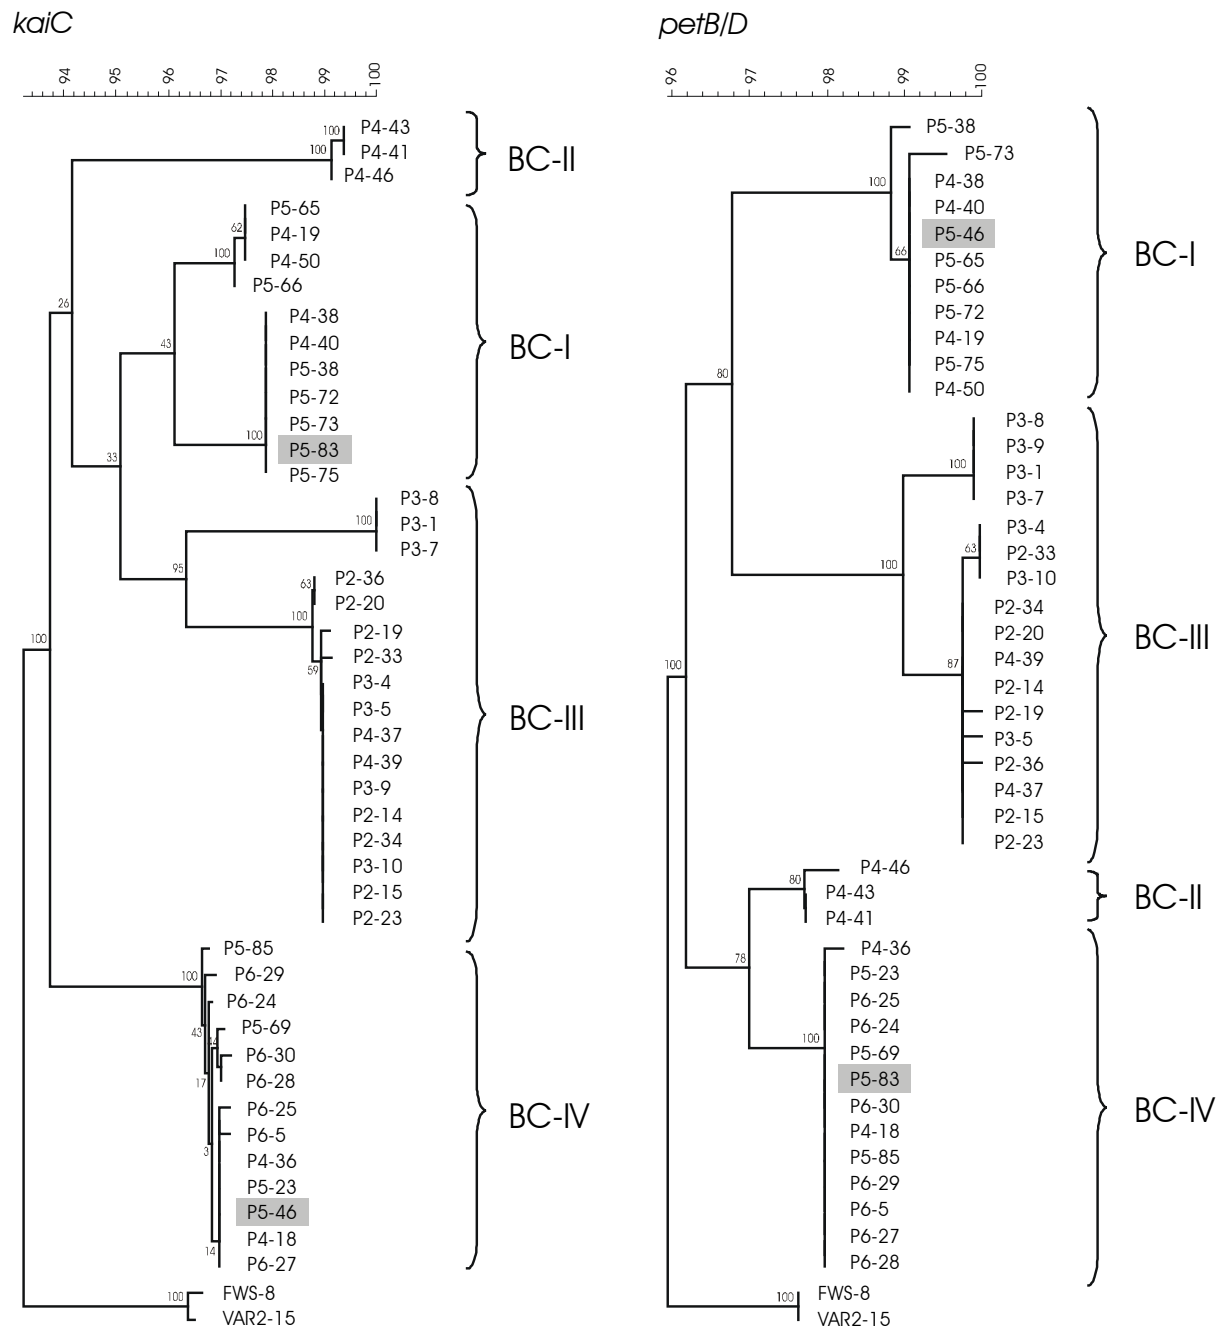 kaiC
94 95 96 97 98 99 100
100 P4-43
100 P4-41
P4-46
BC-II
P5-65
62 P4-19
100 P4-50
P5-66
26
P4-38
43 P4-40
P5-38
P5-72
P5-73
100 P5-83
P5-75
BC-I
33
P3-8
100 P3-1
P3-7
95
63 P2-36
100 P2-20
P2-19
59 P2-33
P3-4
P3-5
P4-37
P4-39
P3-9
P2-14
P2-34
P3-10
P2-15
P2-23
BC-III
100
P5-85
100 P6-29
P6-24
43 P5-69
P6-30
17 P6-28
P6-25
P6-5
3 P4-36
P5-23
P5-46
14 P4-18
P6-27
BC-IV
100 FWS-8
VAR2-15
petB/D
96 97 98 99 100
P5-38
P5-73
100 P4-38
P4-40
P5-46
66 P5-65
P5-66
P5-72
P4-19
P5-75
P4-50
BC-I
80
P3-8
P3-9
100 P3-1
P3-7
P3-4
63 P2-33
P3-10
100
P2-34
P2-20
87 P4-39
P2-14
P2-19
P3-5
P2-36
P4-37
P2-15
P2-23
BC-III
100
P4-46
80 P4-43
P4-41
BC-II
78
P4-36
P5-23
P6-25
P6-24
100 P5-69
P5-83
P6-30
P4-18
P5-85
P6-29
P6-5
P6-27
P6-28
BC-IV
100 FWS-8
VAR2-15